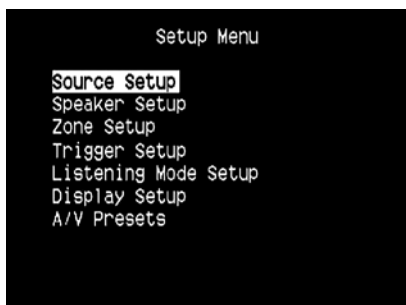 Setup Menu
Source Setup
Speaker Setup
Zone Setup
Trigger Setup
Listening Mode Setup
Display Setup
A/V Presets